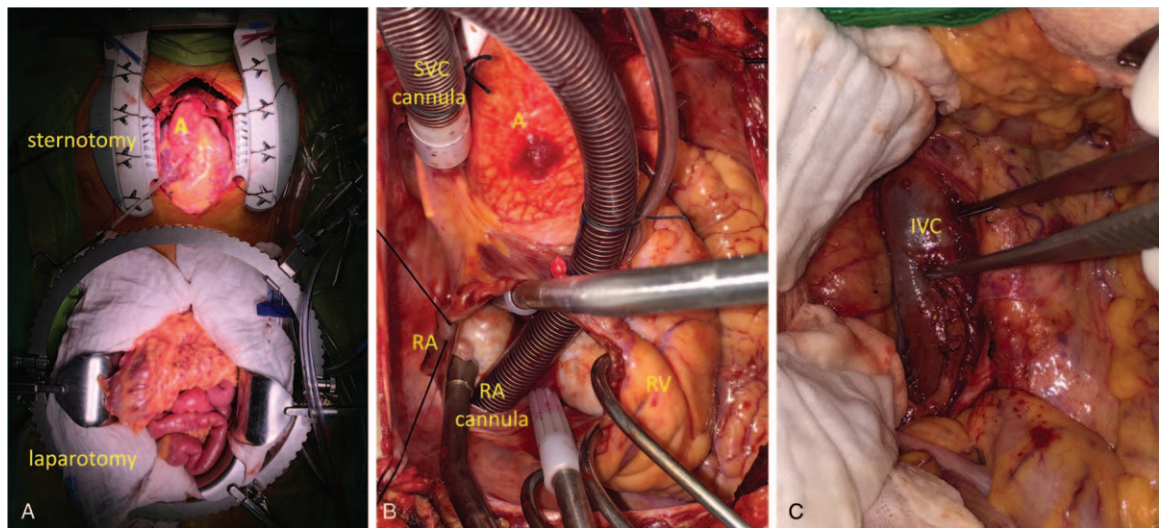 A
sternotomy
laparotomy
A
SVC
cannula
A
RA
RA
cannula
RV
B
IVC
C